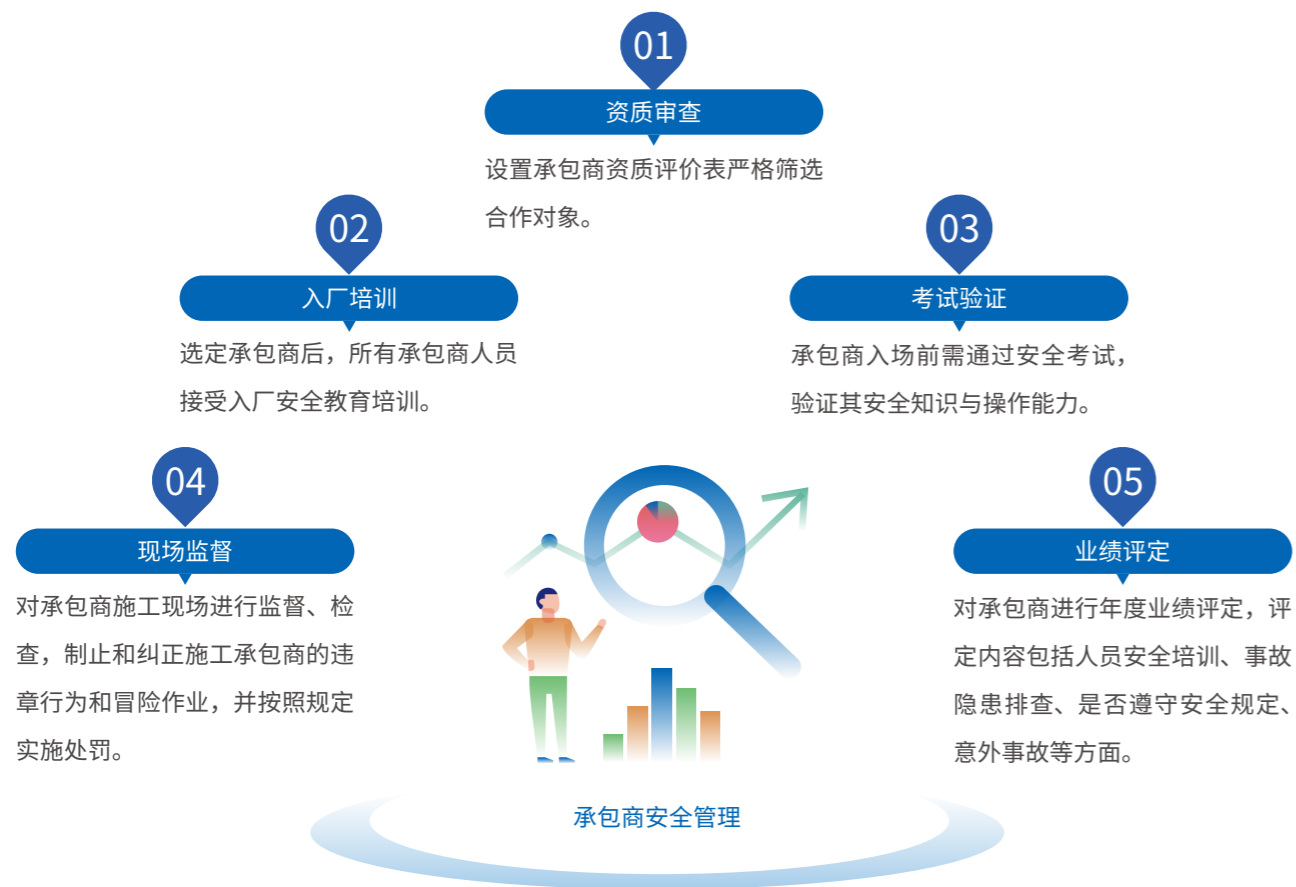 01
资质审查
设置承包商资质评价表严格筛选
合作对象。
02
入厂培训
选定承包商后，所有承包商人员
接受入厂安全教育培训。
03
考试验证
承包商入场前需通过安全考试，
验证其安全知识与操作能力。
04
现场监督
对承包商施工现场进行监督、检
查，制止和纠正施工承包商的违
章行为和冒险作业，并按照规定
实施处罚。
05
业绩评定
对承包商进行年度业绩评定，评
定内容包括人员安全培训、事故
隐患排查、是否遵守安全规定、
意外事故等方面。
承包商安全管理